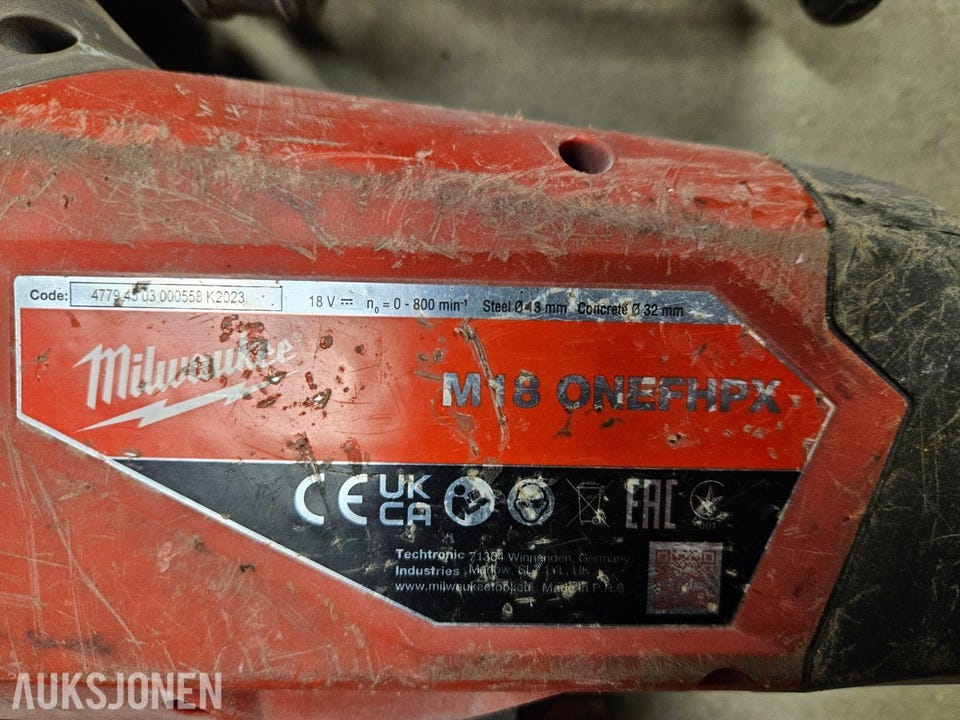 Code: 4779 45 03 000558 K2023 18 V n₀ = 0 - 800 min⁻¹ Steel Ø 13 mm Concrete Ø 32 mm
Milwaukee
M18 ONEFHPX
CE UK CA EAC
Techtronic 71364 Winnenden, Germany
Industries Marlow, UK
www.milwaukeetool.eu Made in P.R.C
AUKSJONEN